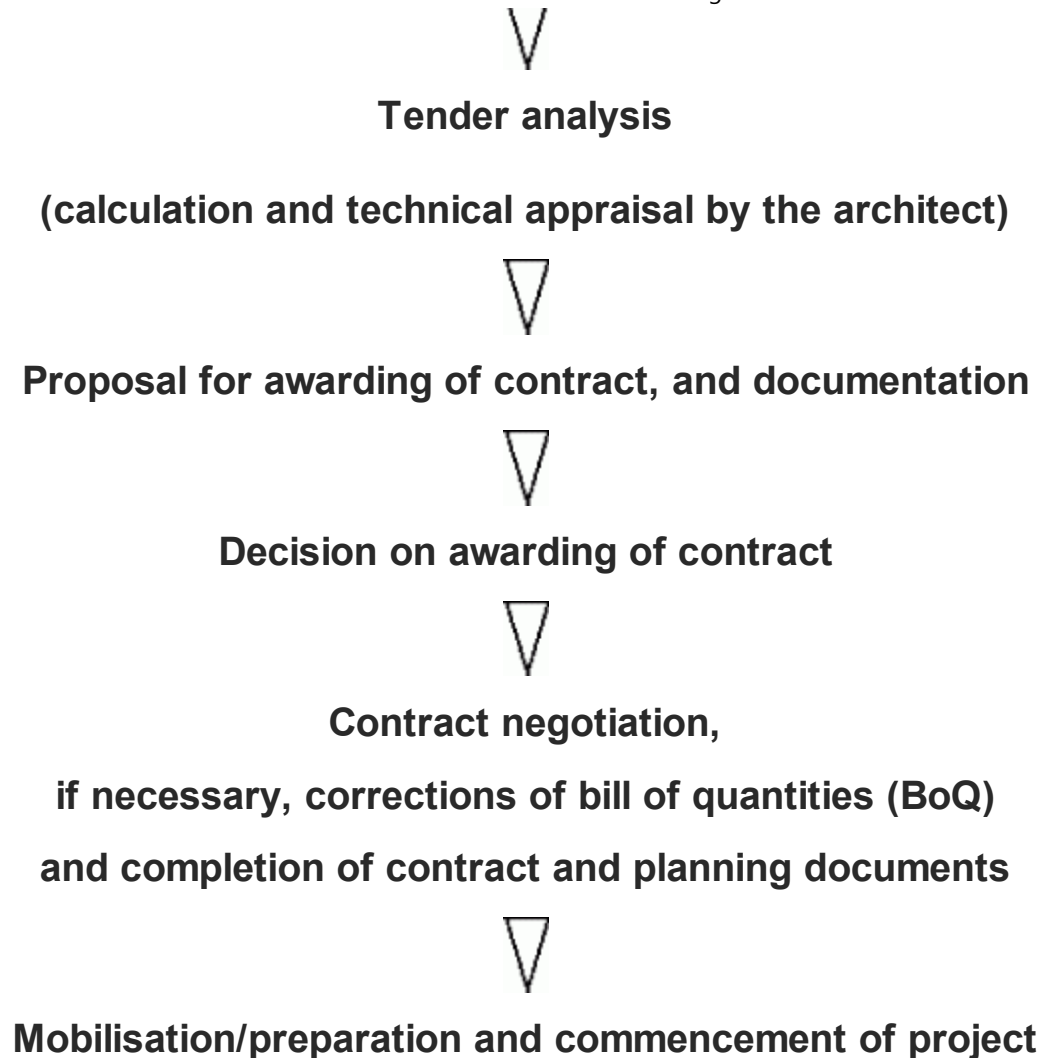 Tender analysis
(calculation and technical appraisal by the architect)
Proposal for awarding of contract, and documentation
Decision on awarding of contract
Contract negotiation,
if necessary, corrections of bill of quantities (BoQ)
and completion of contract and planning documents
Mobilisation/preparation and commencement of project